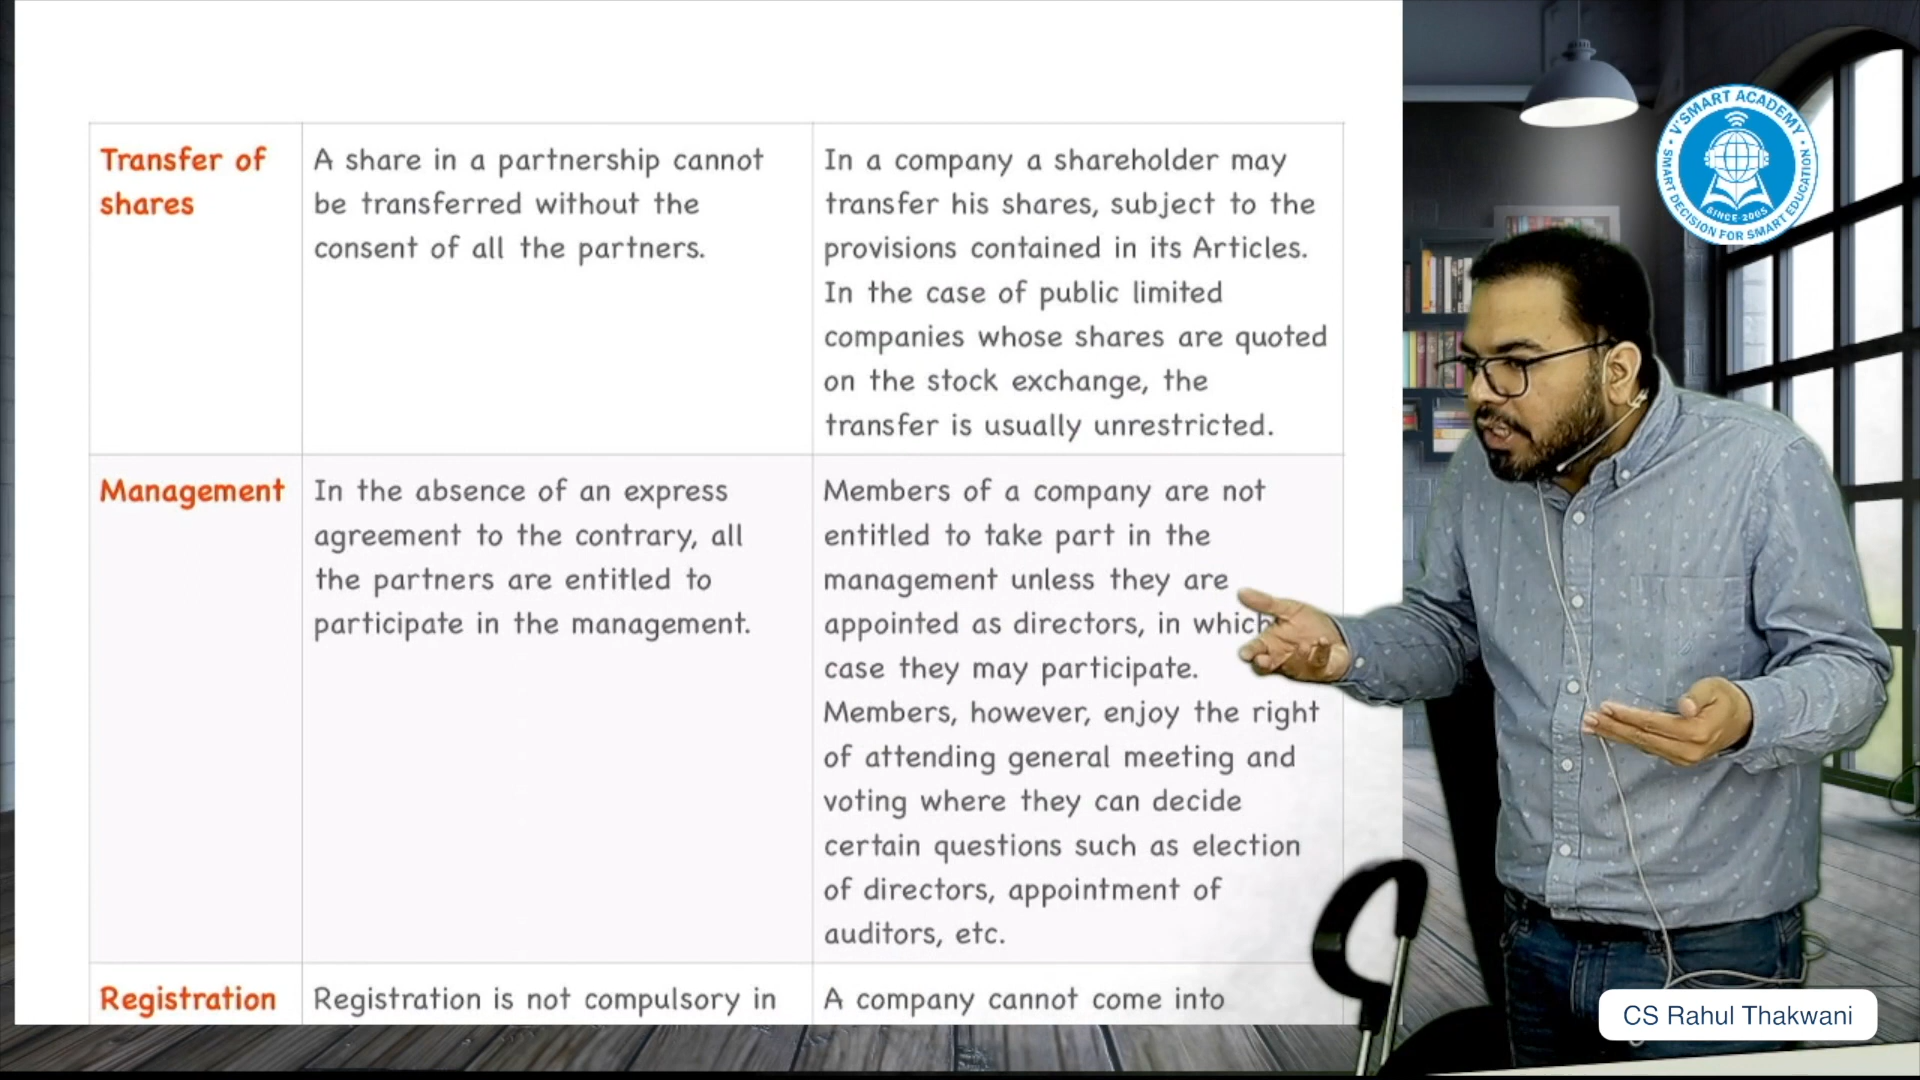 Transfer of
shares
A share in a partnership cannot
be transferred without the
consent of all the partners.
In a company a shareholder may
transfer his shares, subject to the
provisions contained in its Articles.
In the case of public limited
companies whose shares are quoted
on the stock exchange, the
transfer is usually unrestricted.
Management
In the absence of an express
agreement to the contrary, all
the partners are entitled to
participate in the management.
Members of a company are not
entitled to take part in the
management unless they are
appointed as directors, in which
case they may participate.
Members, however, enjoy the right
of attending general meeting and
voting where they can decide
certain questions such as election
of directors, appointment of
auditors, etc.
Registration
Registration is not compulsory in
A company cannot come into
V'SMART ACADEMY
SINCE-2005
SMART DECISION FOR SMART EDUCATION
CS Rahul Thakwani